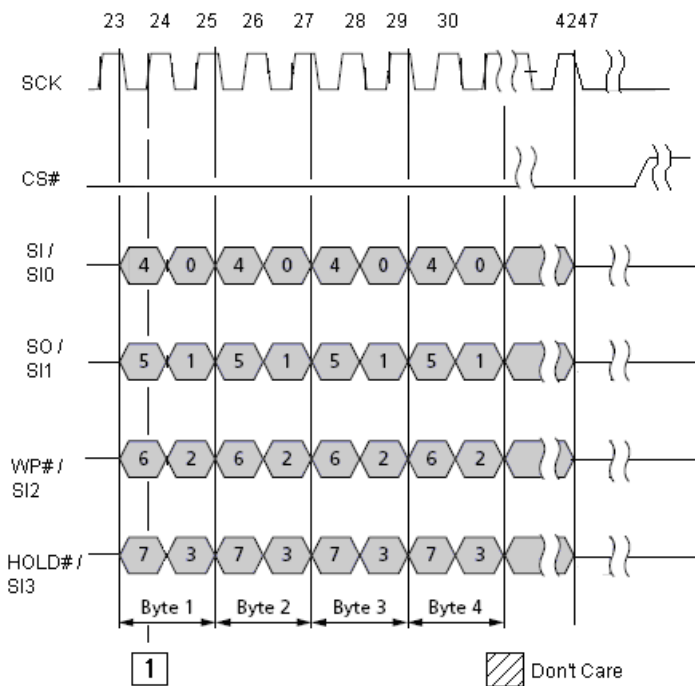 23 24 25 26 27 28 29 30 4247
SCK
CS#
SI /
SI0
4 0 4 0 4 0 4 0
SO /
SI1
5 1 5 1 5 1 5 1
WP# /
SI2
6 2 6 2 6 2 6 2
HOLD# /
SI3
7 3 7 3 7 3 7 3
Byte 1 Byte 2 Byte 3 Byte 4
1
Don't Care